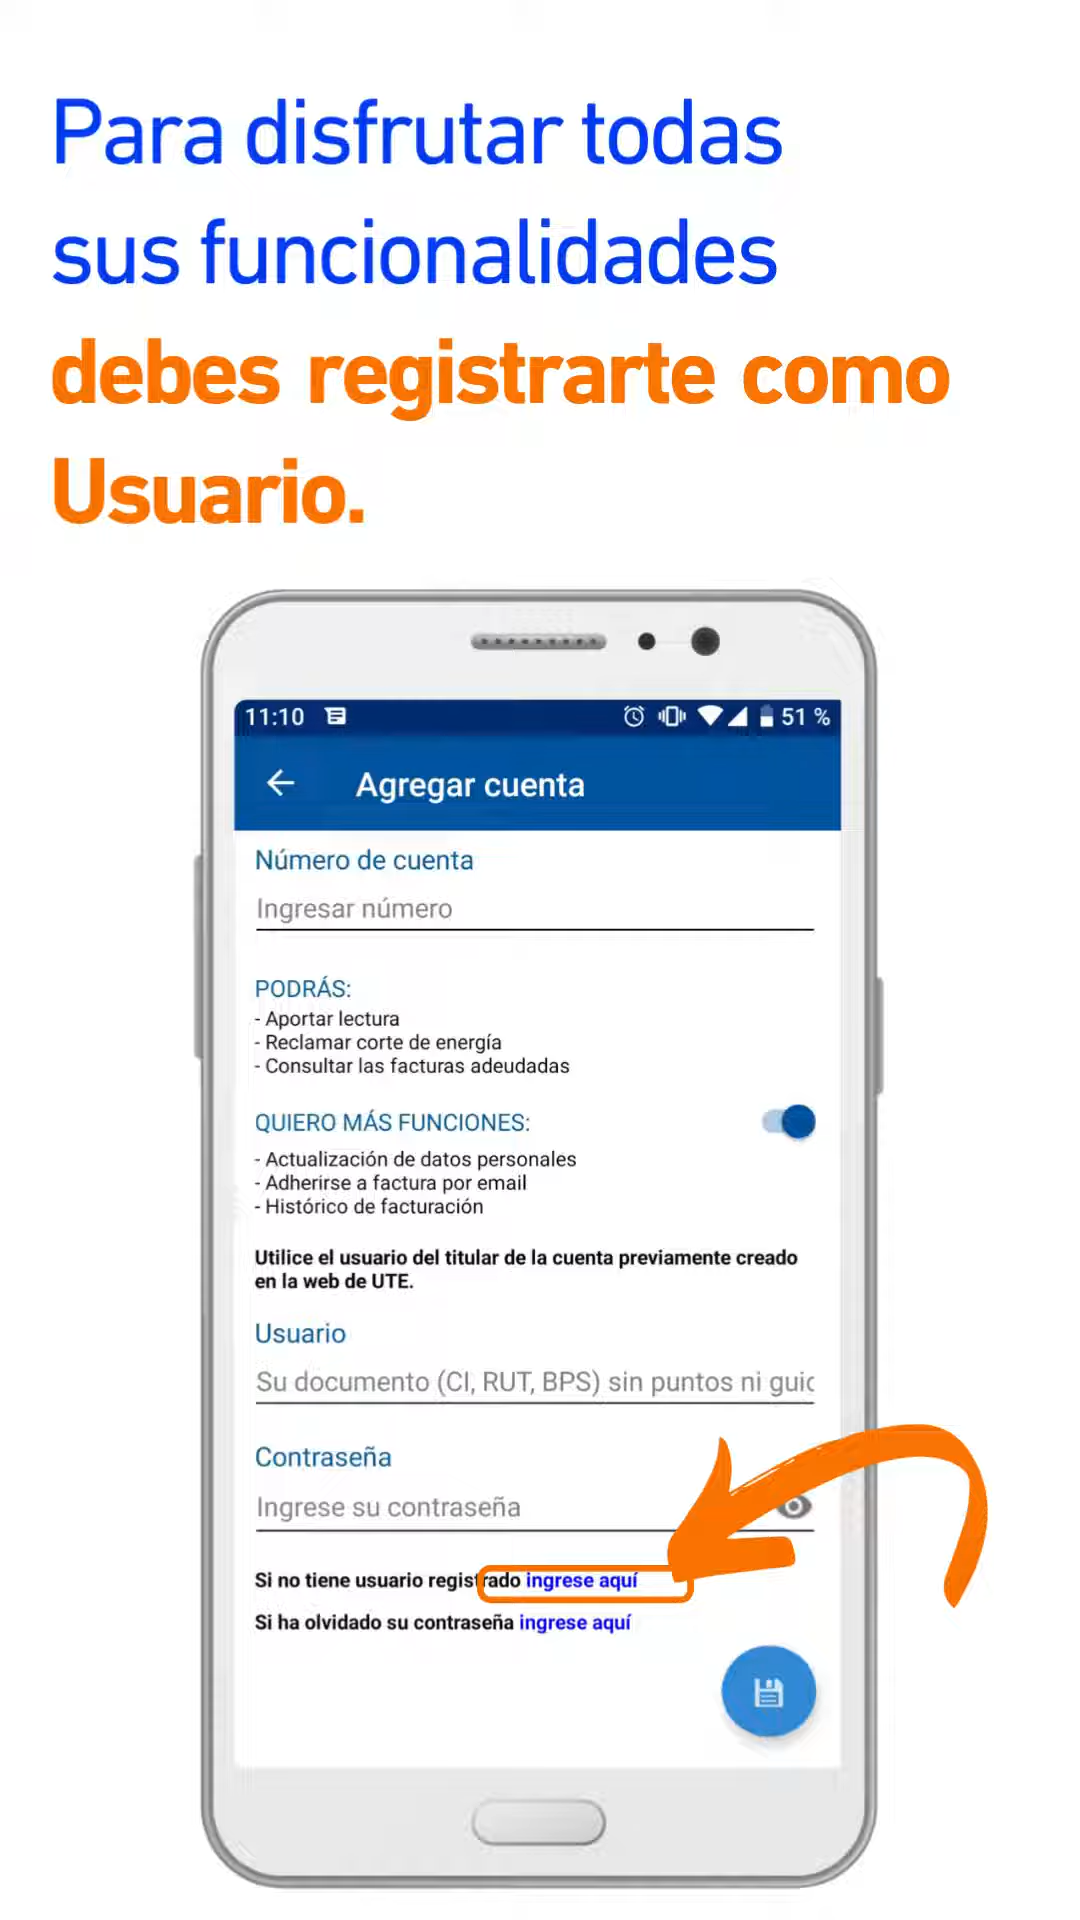 Para disfrutar todas
sus funcionalidades
debes registrarte como
Usuario.
11:10 51 %
Agregar cuenta
Número de cuenta
Ingresar número
PODRÁS:
- Aportar lectura
- Reclamar corte de energía
- Consultar las facturas adeudadas
QUIERO MÁS FUNCIONES:
- Actualización de datos personales
- Adherirse a factura por email
- Histórico de facturación
Utilice el usuario del titular de la cuenta previamente creado
en la web de UTE.
Usuario
Su documento (CI, RUT, BPS) sin puntos ni guic
Contraseña
Ingrese su contraseña
Si no tiene usuario registrado ingrese aquí
Si ha olvidado su contraseña ingrese aquí